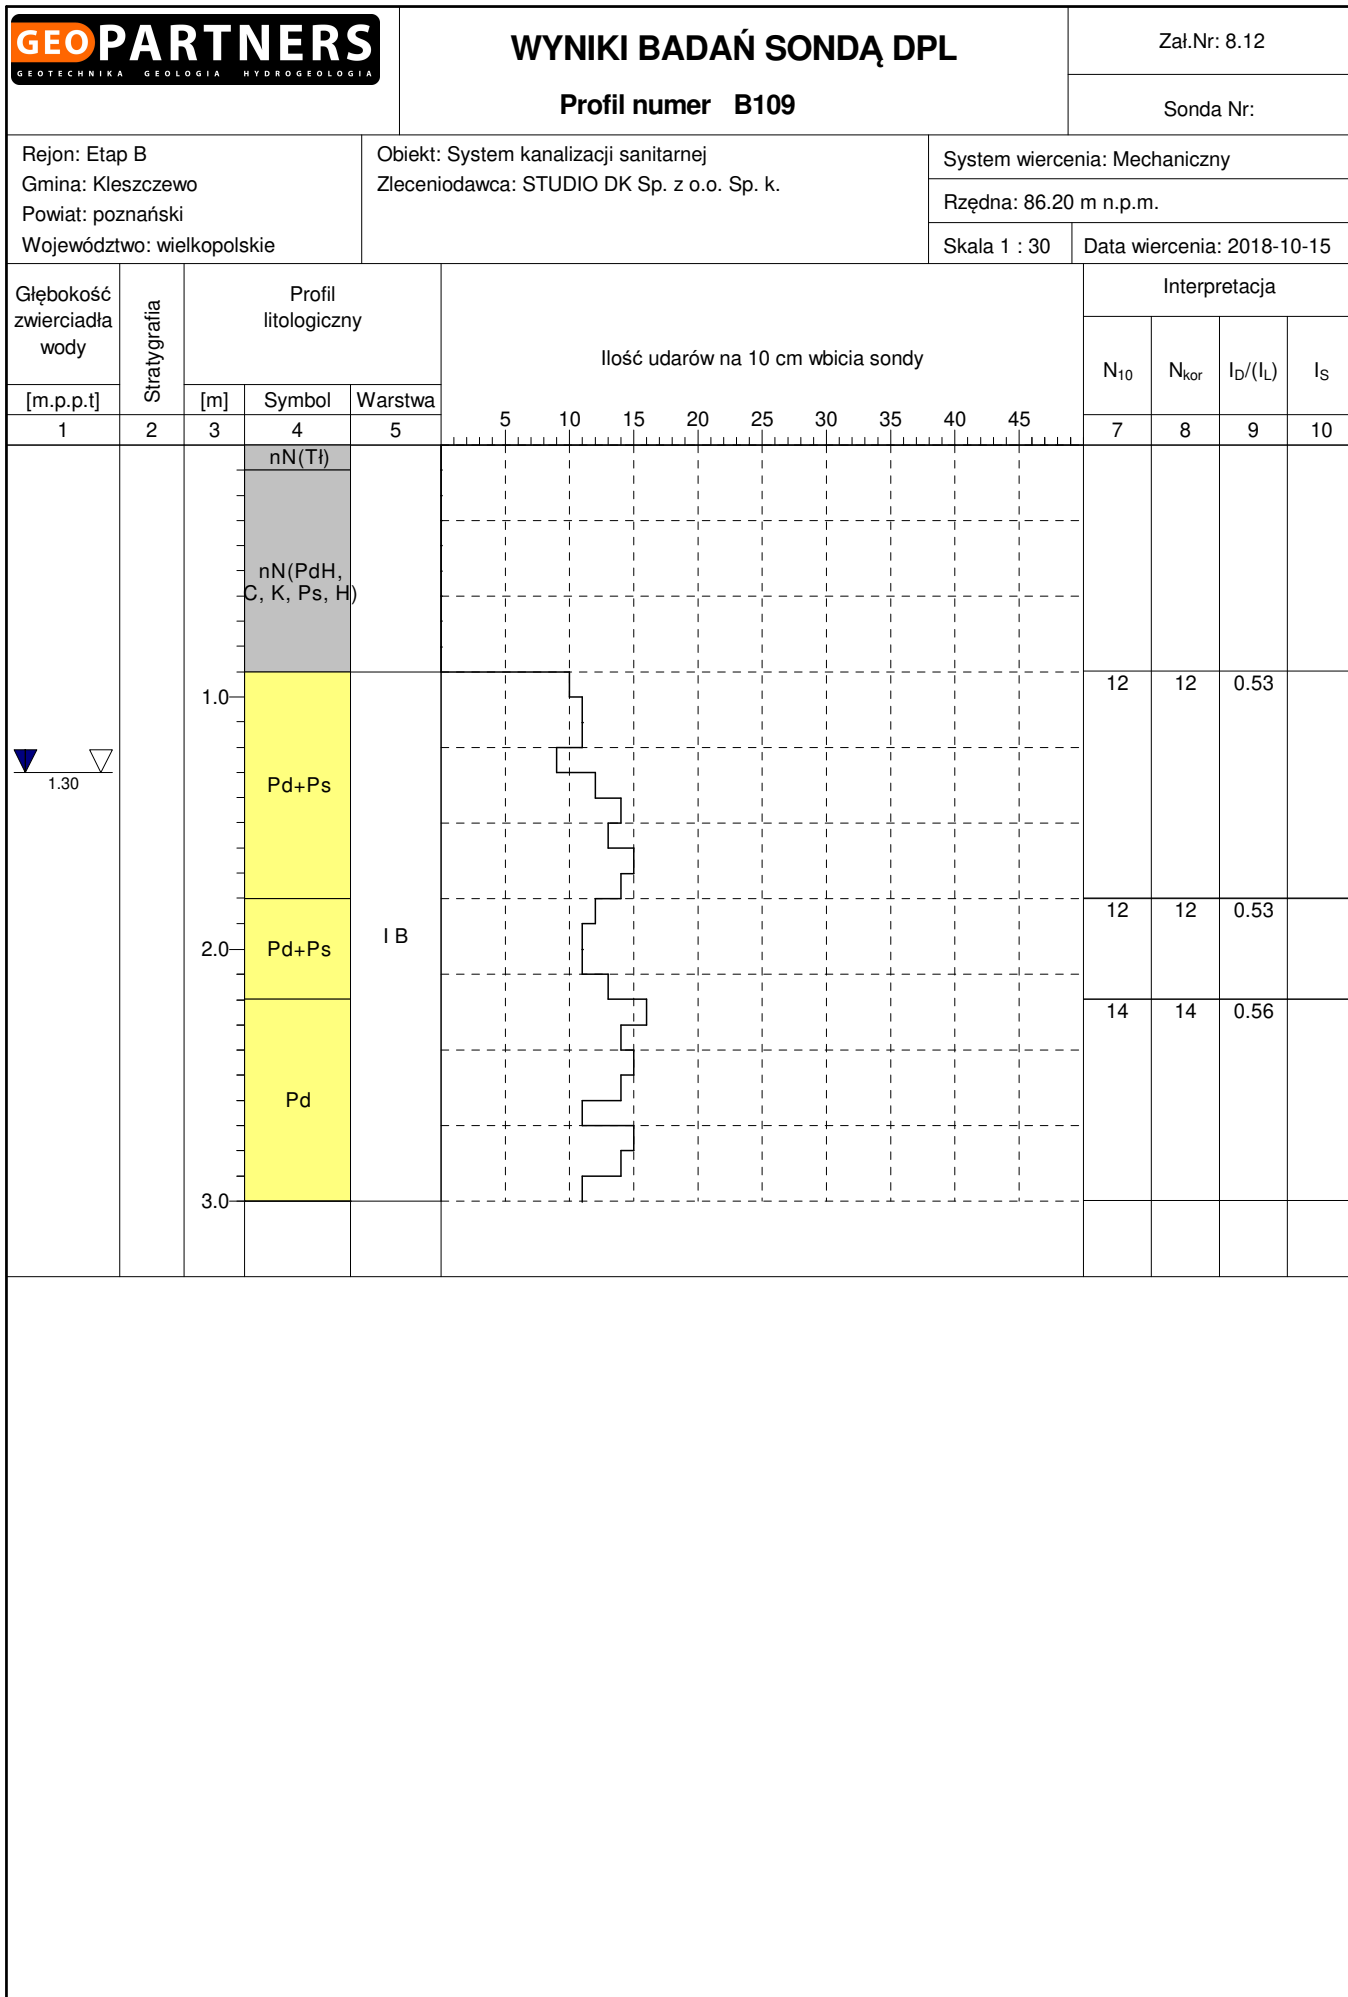 GEOPARTNERS
GEOTECHNIKA GEOLOGIA HYDROGEOLOGIA
WYNIKI BADAŃ SONDĄ DPL
Profil numer B109
Zał.Nr: 8.12
Sonda Nr:
Rejon: Etap B
Gmina: Kleszczewo
Powiat: poznański
Województwo: wielkopolskie
Obiekt: System kanalizacji sanitarnej
Zleceniodawca: STUDIO DK Sp. z o.o. Sp. k.
System wiercenia: Mechaniczny
Rzędna: 86.20 m n.p.m.
Skala 1 : 30
Data wiercenia: 2018-10-15
Głębokość
zwierciadła
wody
[m.p.p.t]
Stratygrafia
Profil
litologiczny
[m]
Symbol
Warstwa
Ilość udarów na 10 cm wbicia sondy
Interpretacja
N10
Nkor
ID/(IL)
IS
5 10 15 20 25 30 35 40 45
1 2 3 4 5 7 8 9 10
nN(Tł)
nN(PdH,
C, K, Ps, H)
1.0
12 12 0.53
1.30
Pd+Ps
12 12 0.53
I B
2.0
Pd+Ps
14 14 0.56
Pd
3.0